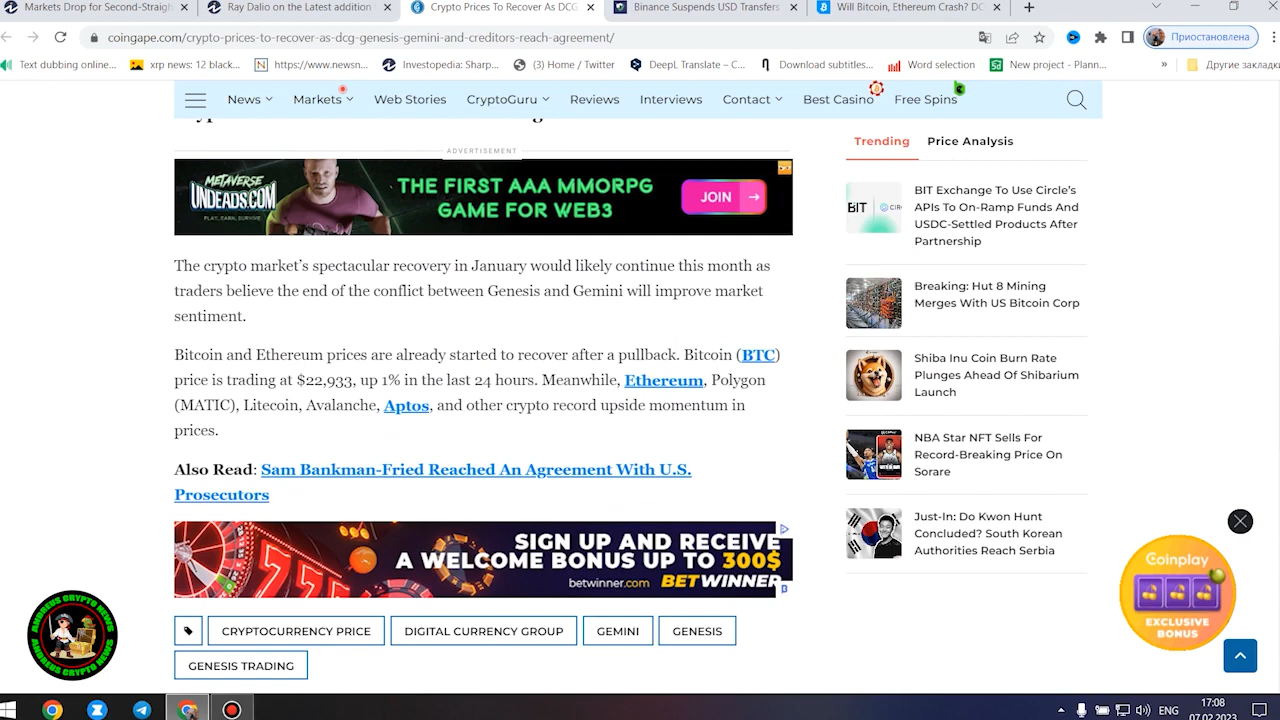 Markets Drop for Second-Straigh
Ray Dalio on the Latest addition
Crypto Prices To Recover As DCG
Binance Suspends USD Transfers
Will Bitcoin, Ethereum Crash? DC
coingape.com/crypto-prices-to-recover-as-dcg-genesis-gemini-and-creditors-reach-agreement/
Приостановлена
Text dubbing online...
xrp news: 12 black...
https://www.newsn...
Investopedia: Sharp...
(3) Home / Twitter
DeepL Translate – C...
Download subtitles...
Word selection
New project - Plann...
»
Другие закладки
News
Markets
Web Stories
CryptoGuru
Reviews
Interviews
Contact
Best Casino
Free Spins
ADVERTISEMENT
METAVERSE
UNDEADS.COM
PLAY, EARN, SURVIVE
THE FIRST AAA MMORPG
GAME FOR WEB3
JOIN
The crypto market's spectacular recovery in January would likely continue this month as
traders believe the end of the conflict between Genesis and Gemini will improve market
sentiment.
Bitcoin and Ethereum prices are already started to recover after a pullback. Bitcoin (BTC)
price is trading at $22,933, up 1% in the last 24 hours. Meanwhile, Ethereum, Polygon
(MATIC), Litecoin, Avalanche, Aptos, and other crypto record upside momentum in
prices.
Also Read: Sam Bankman-Fried Reached An Agreement With U.S.
Prosecutors
SIGN UP AND RECEIVE
A WELCOME BONUS UP TO 300$
betwinner.com BETWINNER
CRYPTOCURRENCY PRICE
DIGITAL CURRENCY GROUP
GEMINI
GENESIS
GENESIS TRADING
Trending
Price Analysis
BIT
CIR
BIT Exchange To Use Circle's
APIs To On-Ramp Funds And
USDC-Settled Products After
Partnership
Breaking: Hut 8 Mining
Merges With US Bitcoin Corp
Shiba Inu Coin Burn Rate
Plunges Ahead Of Shibarium
Launch
NBA Star NFT Sells For
Record-Breaking Price On
Sorare
Just-In: Do Kwon Hunt
Concluded? South Korean
Authorities Reach Serbia
Coinplay
EXCLUSIVE
BONUS
ANDREUS CRYPTO NEWS
ANDREUS CRYPTO NEWS
ENG
17:08
07.02.2023